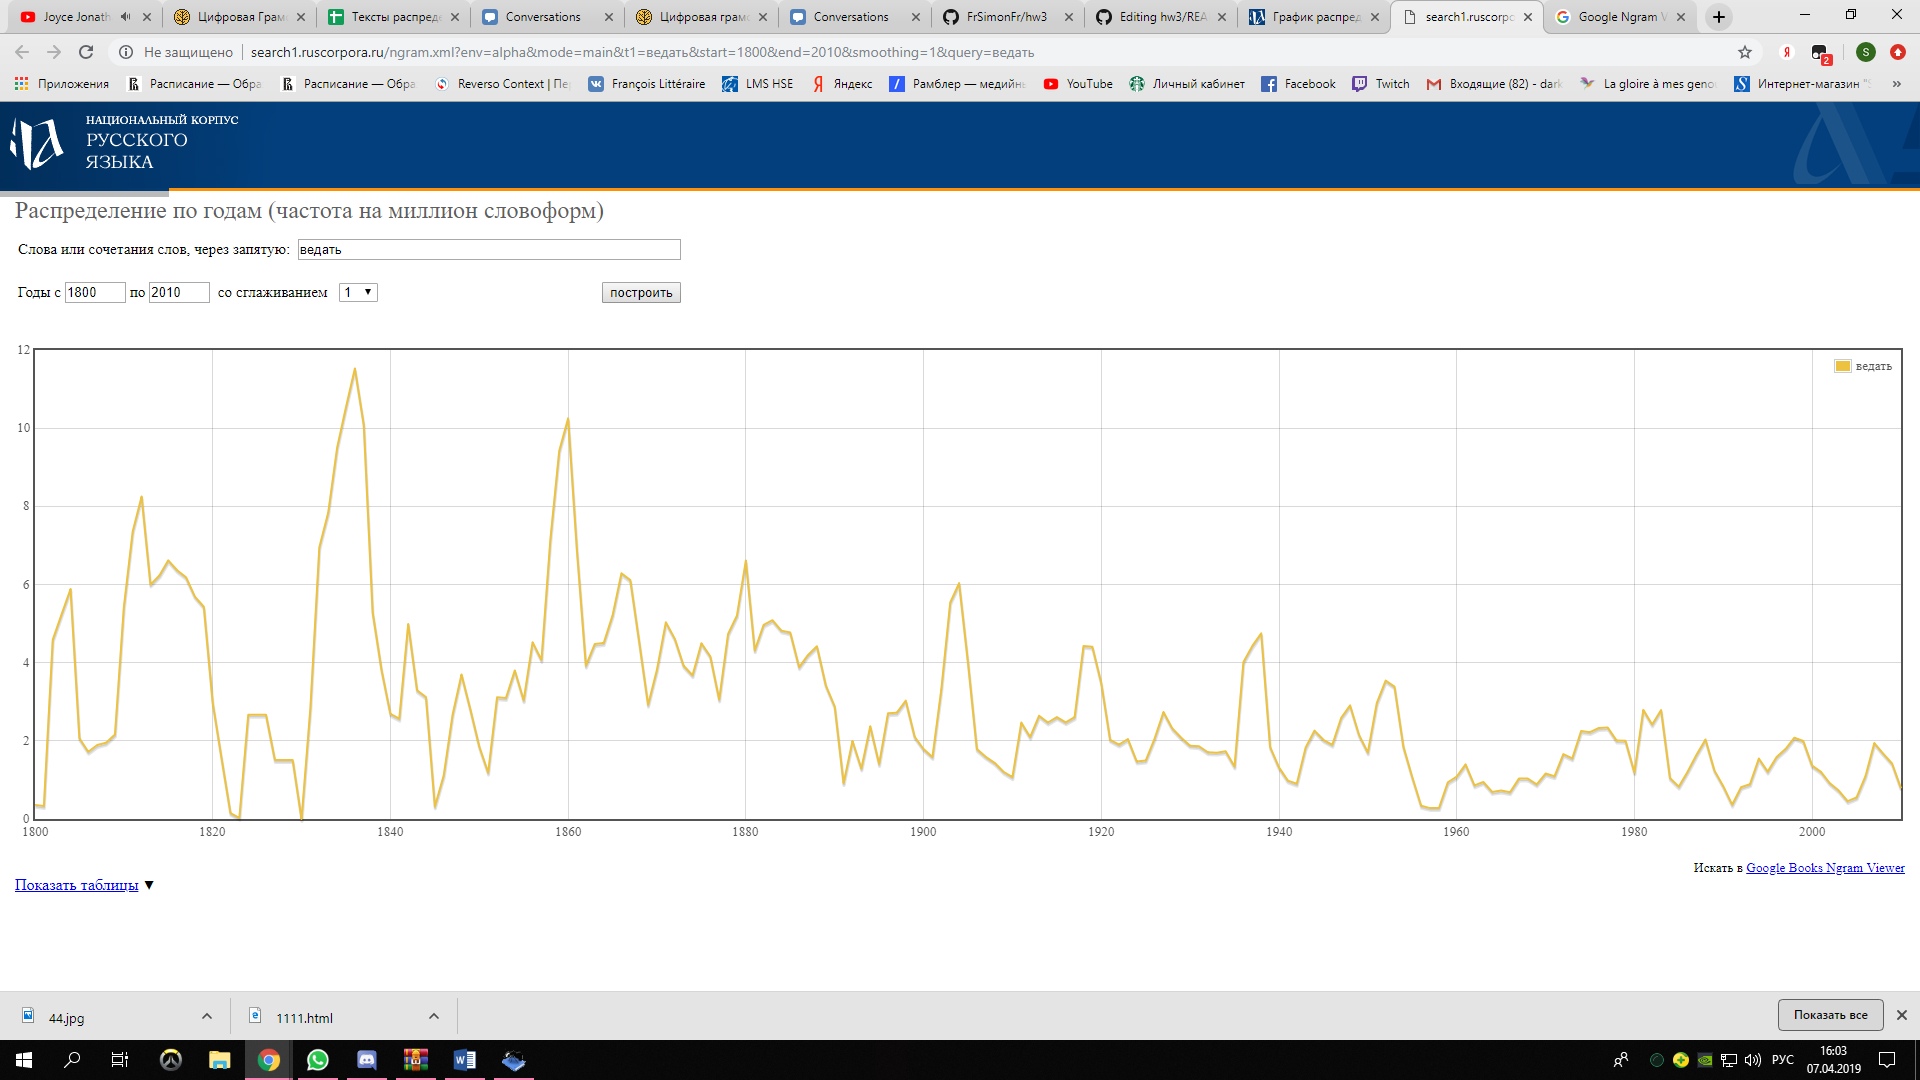 Joyce Jonath
Цифровая Грам
Тексты распреде
Conversations
Цифровая грамо
Conversations
FrSimonFr/hw3
Editing hw3/REA
График распред
search1.ruscorpo
Google Ngram V
Не защищено
search1.ruscorpora.ru/ngram.xml?env=alpha&mode=main&t1=ведать&start=1800&end=2010&smoothing=1&query=ведать
Я
2
S
Приложения
Расписание — Обра
Расписание — Обра
Reverso Context | Пе
François Littéraire
LMS HSE
Яндекс
Рамблер — медийн
YouTube
Личный кабинет
Facebook
Twitch
Входящие (82) - dark
La gloire à mes geno
Интернет-магазин "S
»
НАЦИОНАЛЬНЫЙ КОРПУС
РУССКОГО
ЯЗЫКА
Распределение по годам (частота на миллион словоформ)
Слова или сочетания слов, через запятую: ведать
Годы с 1800 по 2010 со сглаживанием 1 построить
12
ведать
10
8
6
4
2
0
1800 1820 1840 1860 1880 1900 1920 1940 1960 1980 2000
Искать в Google Books Ngram Viewer
Показать таблицы ▼
44.jpg
1111.html
Показать все
РУС
16:03
07.04.2019